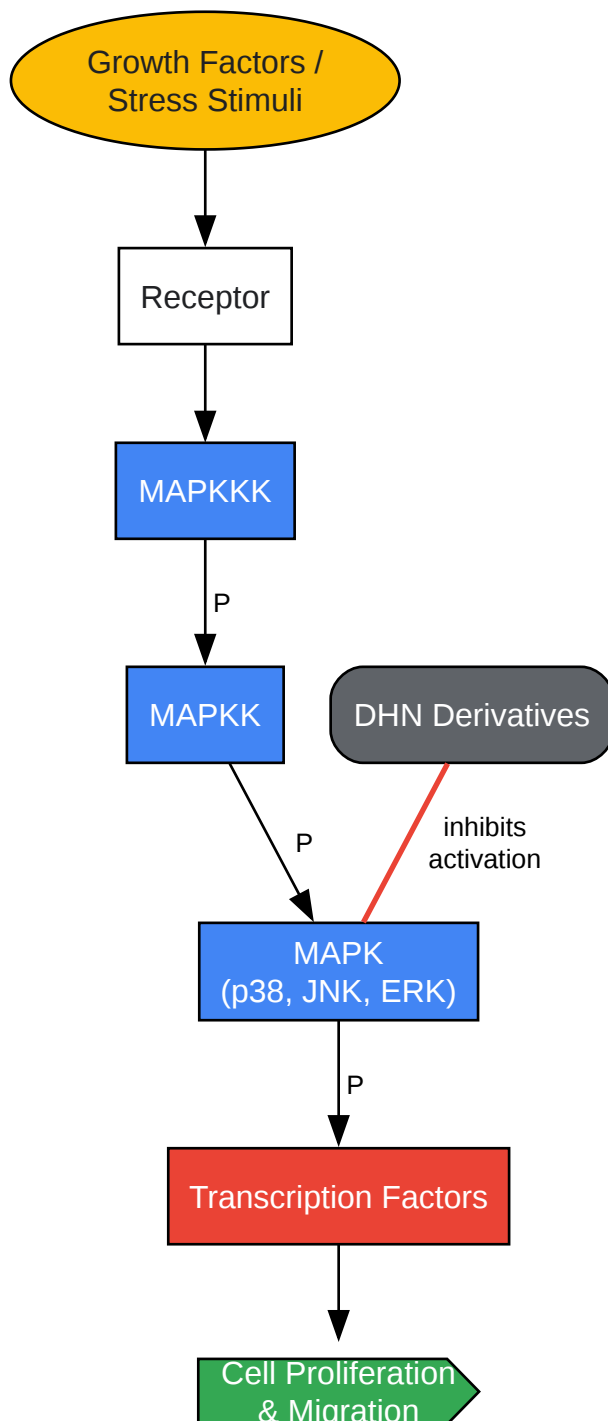 Growth Factors /
Stress Stimuli
Receptor
MAPKKK
P
MAPKK
DHN Derivatives
P
inhibits
activation
MAPK
(p38, JNK, ERK)
P
Transcription Factors
Cell Proliferation
& Migration